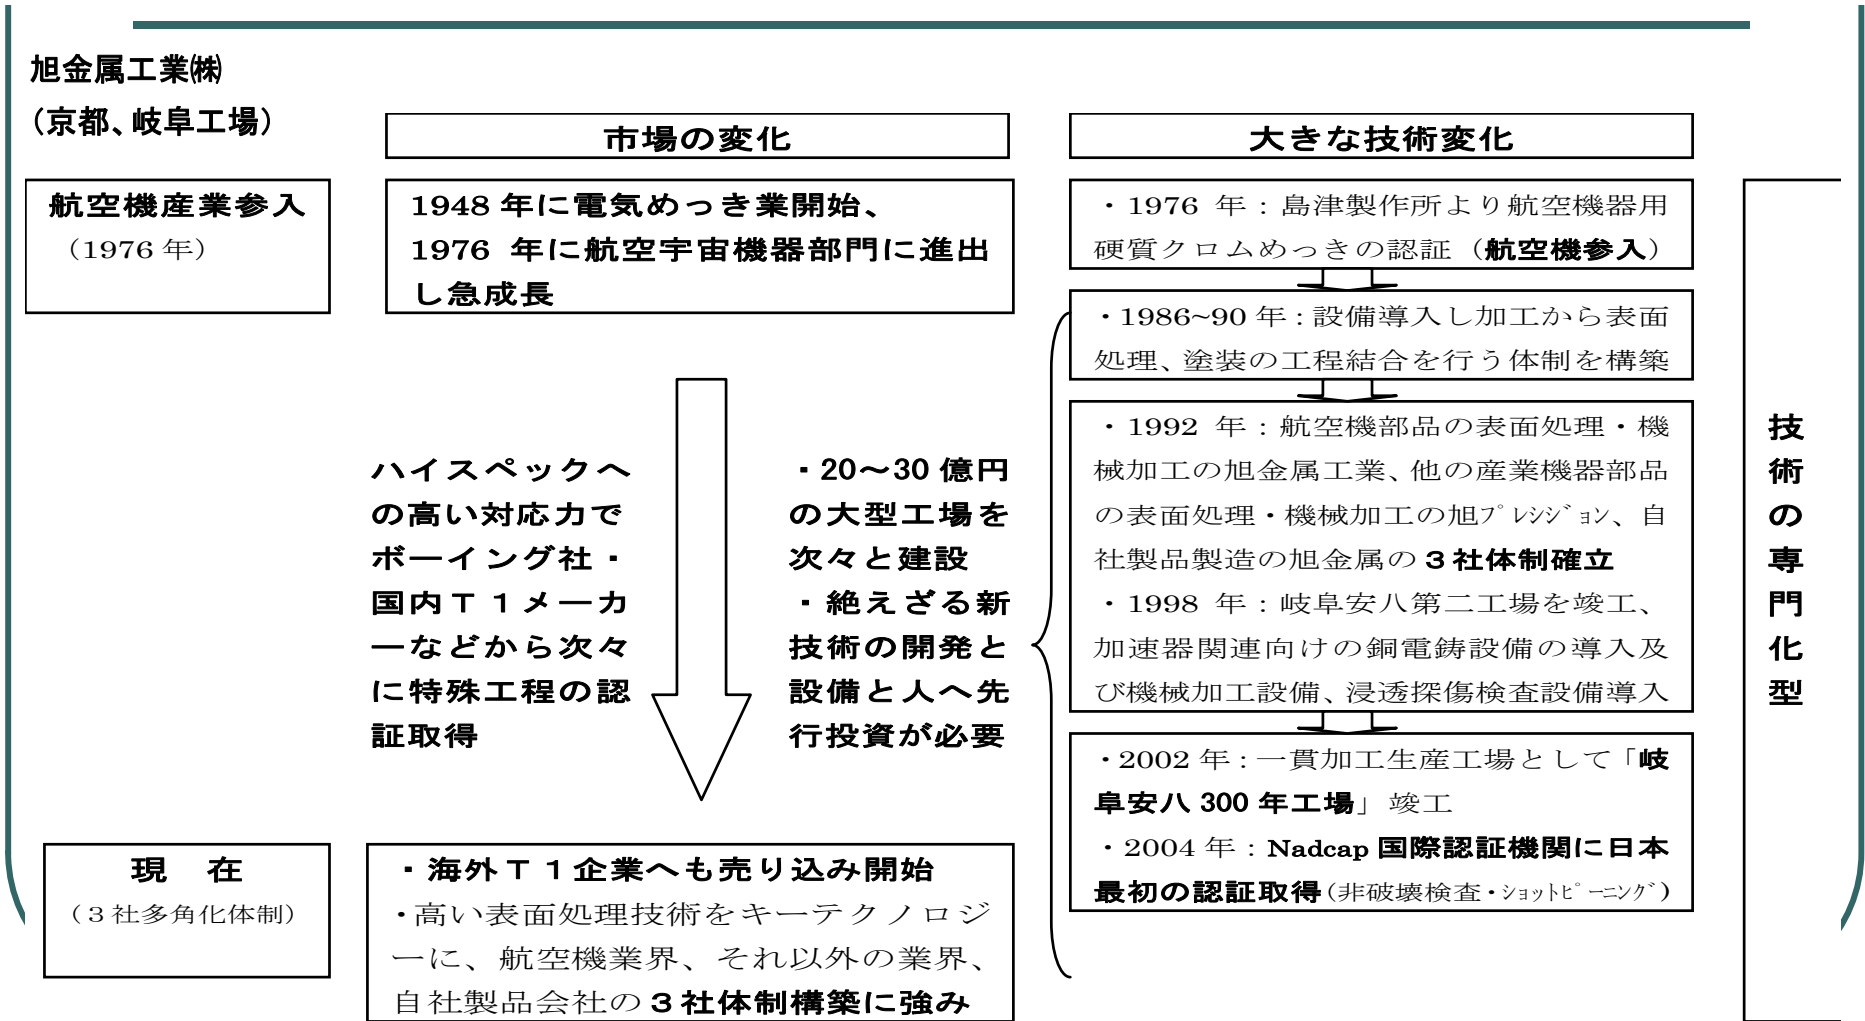 旭金属工業㈱
（京都、岐阜工場）
市場の変化
大きな技術変化
航空機産業参入
（1976 年）
1948 年に電気めっき業開始、
1976 年に航空宇宙機器部門に進出
し急成長
・1976 年：島津製作所より航空機器用
硬質クロムめっきの認証（航空機参入）
・1986~90 年：設備導入し加工から表面
処理、塗装の工程結合を行う体制を構築
ハイスペックへ
の高い対応力で
ボーイング社・
国内Ｔ１メーカ
ーなどから次々
に特殊工程の認
証取得
・20～30 億円
の大型工場を
次々と建設
・絶えざる新
技術の開発と
設備と人へ先
行投資が必要
・1992 年：航空機部品の表面処理・機
械加工の旭金属工業、他の産業機器部品
の表面処理・機械加工の旭ﾌﾟﾚｼｼﾞｮﾝ、自
社製品製造の旭金属の３社体制確立
・1998 年：岐阜安八第二工場を竣工、
加速器関連向けの銅電鋳設備の導入及
び機械加工設備、浸透探傷検査設備導入
・2002 年：一貫加工生産工場として「岐
阜安八 300 年工場」竣工
・2004 年：Nadcap 国際認証機関に日本
最初の認証取得（非破壊検査・ｼｮｯﾄﾋﾟｰﾆﾝｸﾞ）
技術の専門化型
現　在
（３社多角化体制）
・海外Ｔ１企業へも売り込み開始
・高い表面処理技術をキーテクノロジ
ーに、航空機業界、それ以外の業界、
自社製品会社の３社体制構築に強み